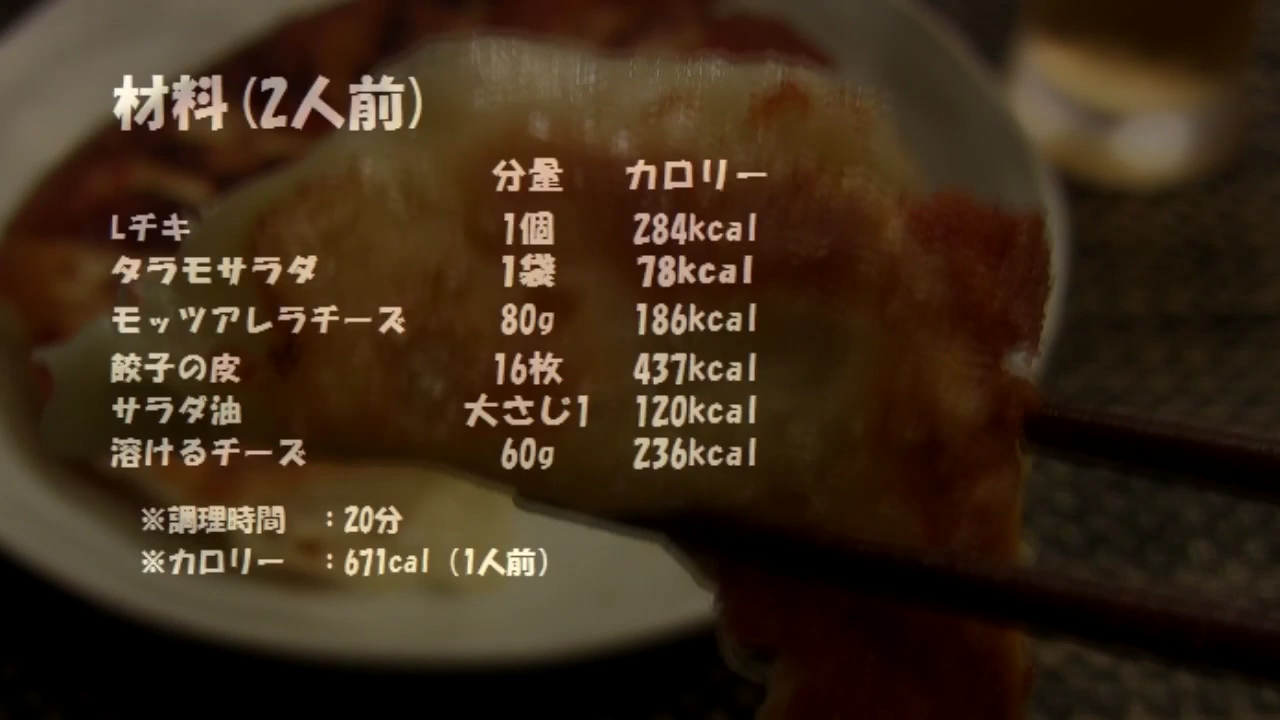 材料(2人前)
分量 カロリー
Lチキ 1個 284kcal
タラモサラダ 1袋 78kcal
モッツアレラチーズ 80g 186kcal
餃子の皮 16枚 437kcal
サラダ油 大さじ1 120kcal
溶けるチーズ 60g 236kcal
※調理時間 :20分
※カロリー :671cal(1人前)